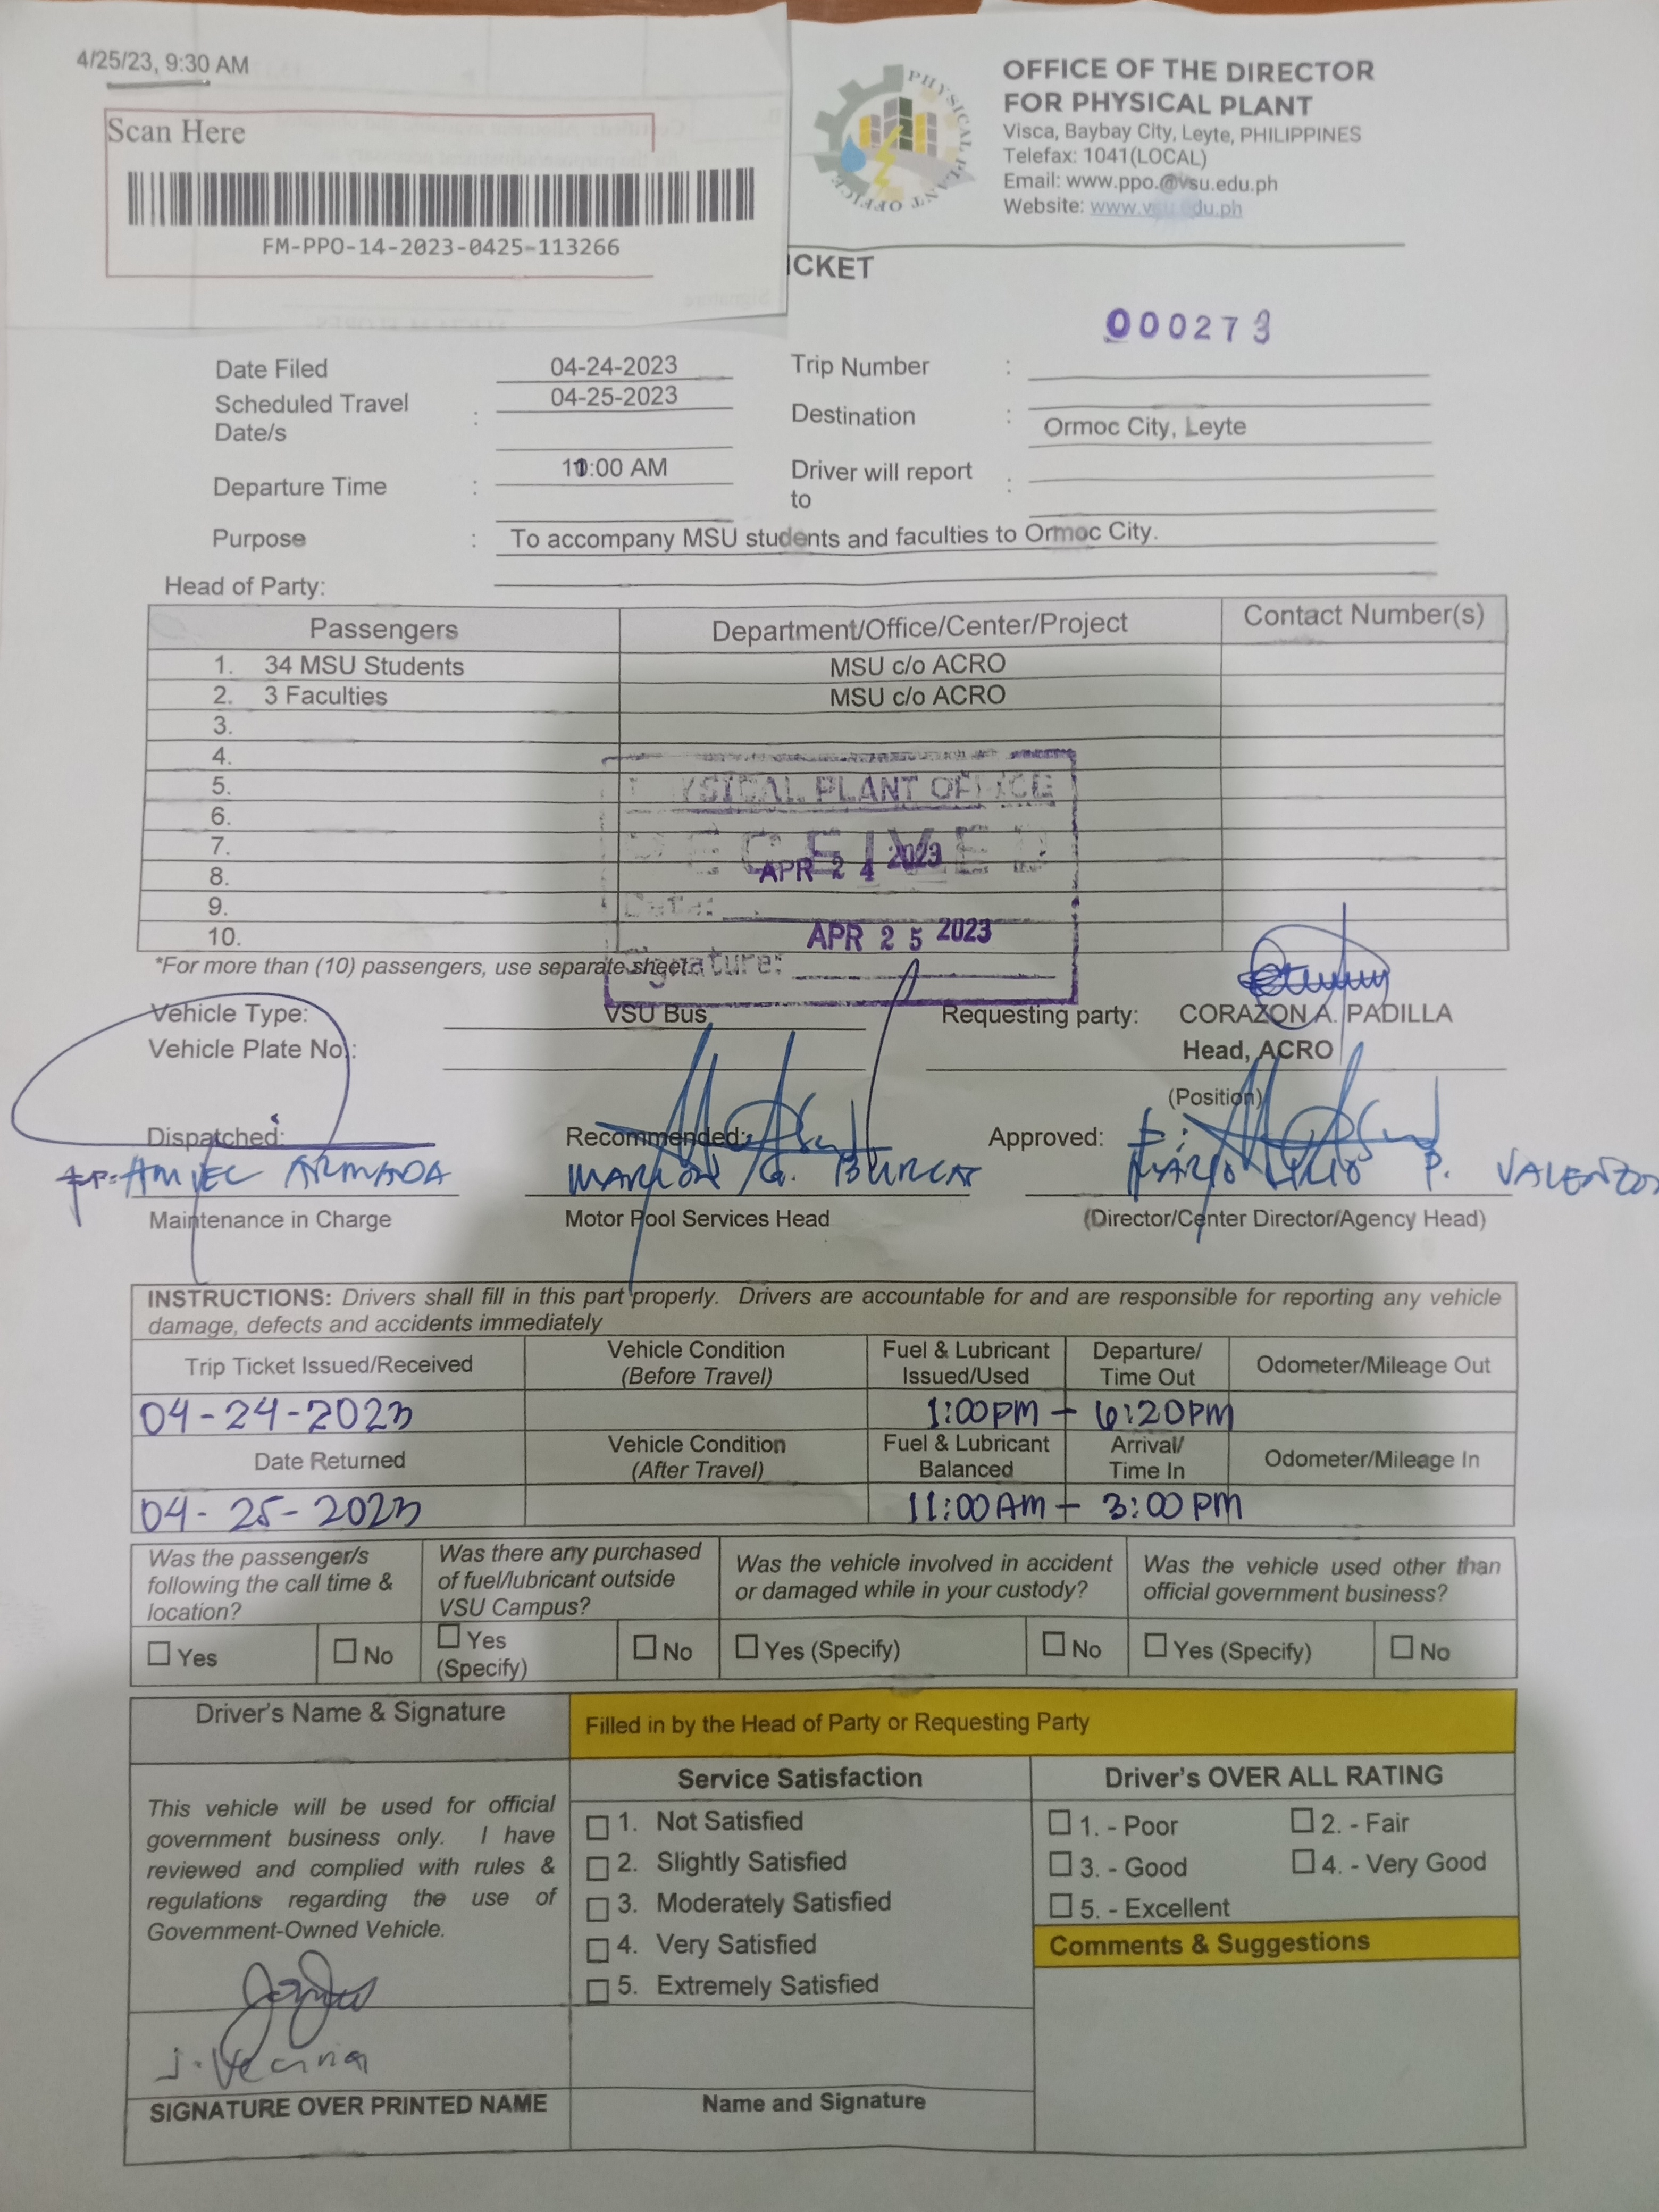 4/25/23, 9:30 AM
Scan Here
FM-PPO-14-2023-0425-113266
PHYSICAL PLANT OFFICE
OFFICE OF THE DIRECTOR
FOR PHYSICAL PLANT
Visca, Baybay City, Leyte, PHILIPPINES
Telefax: 1041(LOCAL)
Email: www.ppo.@vsu.edu.ph
Website: www.vsu.edu.ph
ICKET
000273
Date Filed 04-24-2023 Trip Number :
Scheduled Travel Date/s : 04-25-2023 Destination : Ormoc City, Leyte
Departure Time : 11:00 AM Driver will report to :
Purpose : To accompany MSU students and faculties to Ormoc City.
Head of Party:
Passengers Department/Office/Center/Project Contact Number(s)
1. 34 MSU Students MSU c/o ACRO
2. 3 Faculties MSU c/o ACRO
3.
4.
5.
6.
7.
8.
9.
10.
PHYSICAL PLANT OFFICE
RECEIVED
APR 24 2023
Date:
APR 25 2023
Signature:
*For more than (10) passengers, use separate sheet.
Vehicle Type: VSU Bus Requesting party: CORAZON A. PADILLA
Vehicle Plate No.: Head, ACRO
(Position)
Dispatched: Recommended: Approved:
ARMADA MARLON G. BURLAS MARIO LILIO P. VALENZONA
Maintenance in Charge Motor Pool Services Head (Director/Center Director/Agency Head)
INSTRUCTIONS: Drivers shall fill in this part properly. Drivers are accountable for and are responsible for reporting any vehicle
damage, defects and accidents immediately
Trip Ticket Issued/Received Vehicle Condition (Before Travel) Fuel & Lubricant Issued/Used Departure/ Time Out Odometer/Mileage Out
04-24-2023 1:00PM - 6:20PM
Date Returned Vehicle Condition (After Travel) Fuel & Lubricant Balanced Arrival/ Time In Odometer/Mileage In
04-25-2023 11:00AM - 3:00PM
Was the passenger/s following the call time & location? Was there any purchased of fuel/lubricant outside VSU Campus? Was the vehicle involved in accident or damaged while in your custody? Was the vehicle used other than official government business?
Yes No Yes (Specify) No Yes (Specify) No Yes (Specify) No
Driver's Name & Signature Filled in by the Head of Party or Requesting Party
Service Satisfaction Driver's OVER ALL RATING
This vehicle will be used for official
government business only. I have
reviewed and complied with rules &
regulations regarding the use of
Government-Owned Vehicle.
1. Not Satisfied
2. Slightly Satisfied
3. Moderately Satisfied
4. Very Satisfied
5. Extremely Satisfied
1. - Poor 2. - Fair
3. - Good 4. - Very Good
5. - Excellent
Comments & Suggestions
SIGNATURE OVER PRINTED NAME Name and Signature